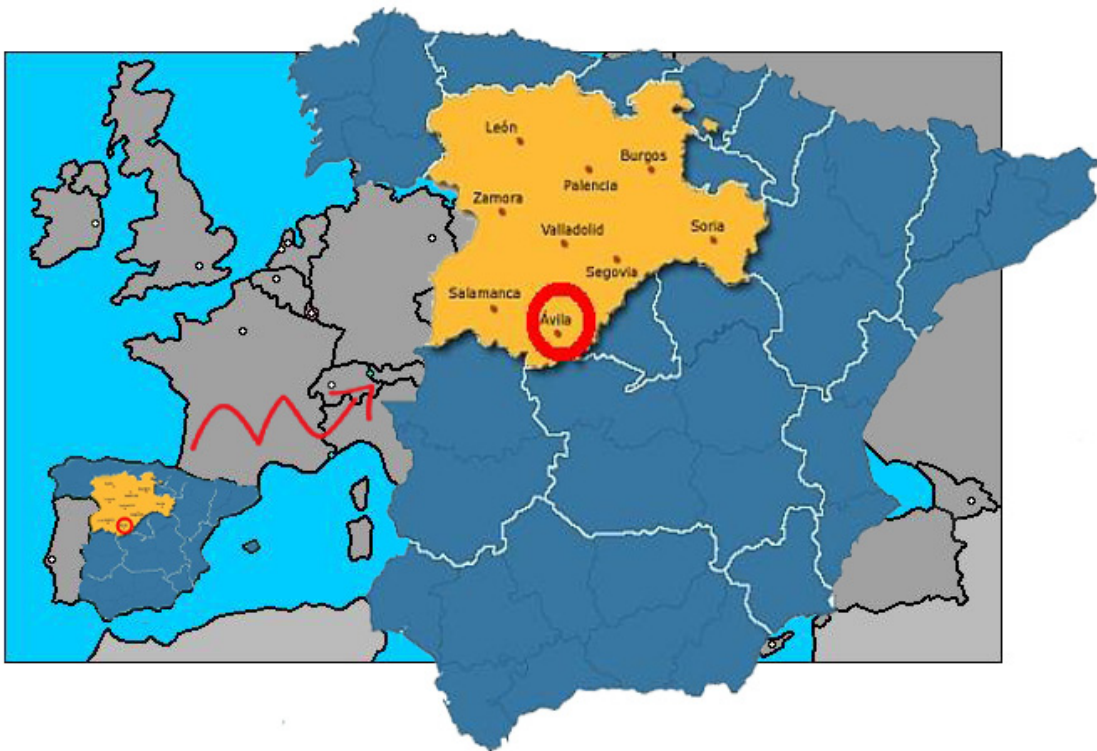 León
Burgos
Palencia
Zamora
Valladolid
Soria
Segovia
Salamanca
Ávila